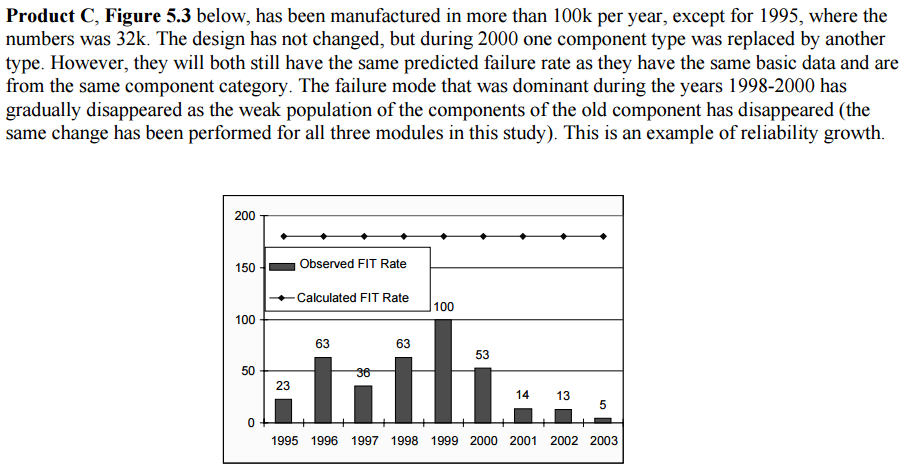 Product C, Figure 5.3 below, has been manufactured in more than 100k per year, except for 1995, where the
numbers was 32k. The design has not changed, but during 2000 one component type was replaced by another
type. However, they will both still have the same predicted failure rate as they have the same basic data and are
from the same component category. The failure mode that was dominant during the years 1998-2000 has
gradually disappeared as the weak population of the components of the old component has disappeared (the
same change has been performed for all three modules in this study). This is an example of reliability growth.
200
150
Observed FIT Rate
Calculated FIT Rate
100
100
63
63
53
50
36
23
14
13
5
0
1995 1996 1997 1998 1999 2000 2001 2002 2003